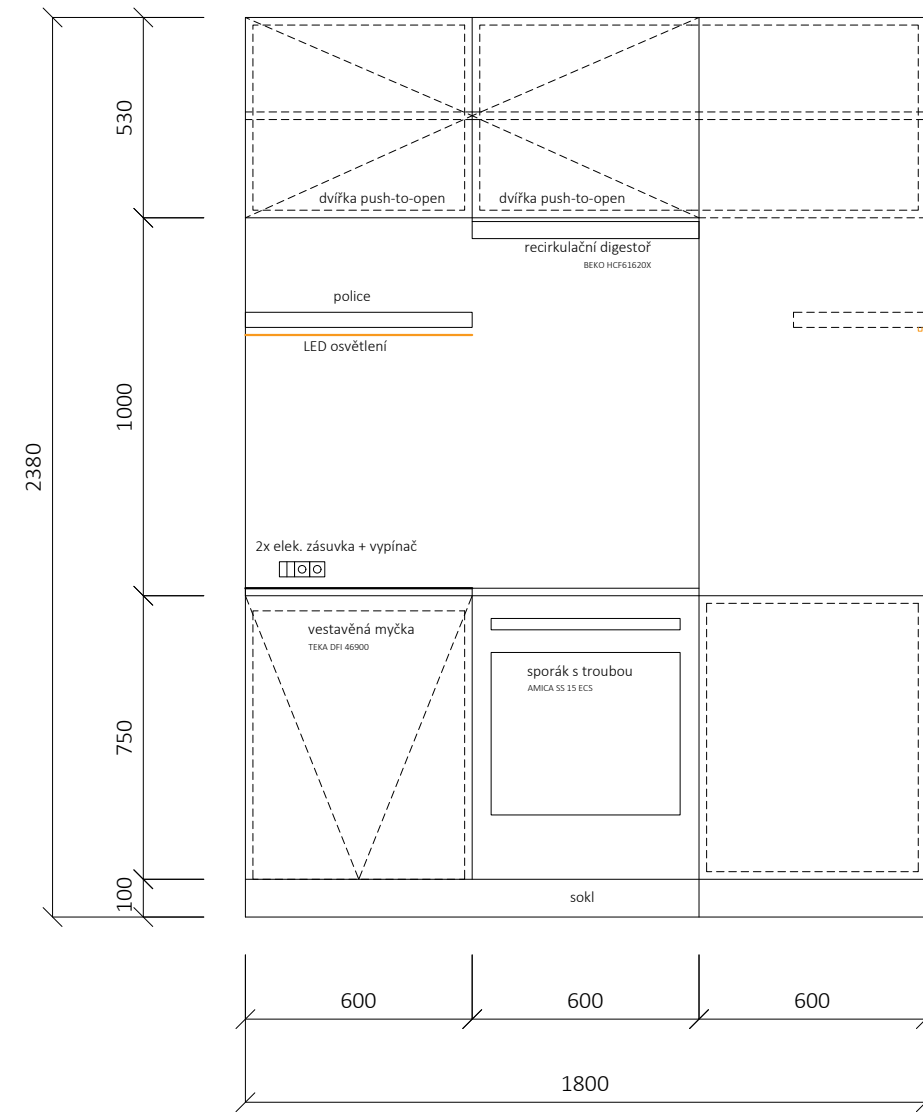 530
dvířka push-to-open
dvířka push-to-open
recirkulační digestoř
BEKO HCF61620X
police
LED osvětlení
1000
2380
2x elek. zásuvka + vypínač
vestavěná myčka
TEKA DFI 46900
sporák s troubou
AMICA SS 15 ECS
750
100
sokl
600
600
600
1800